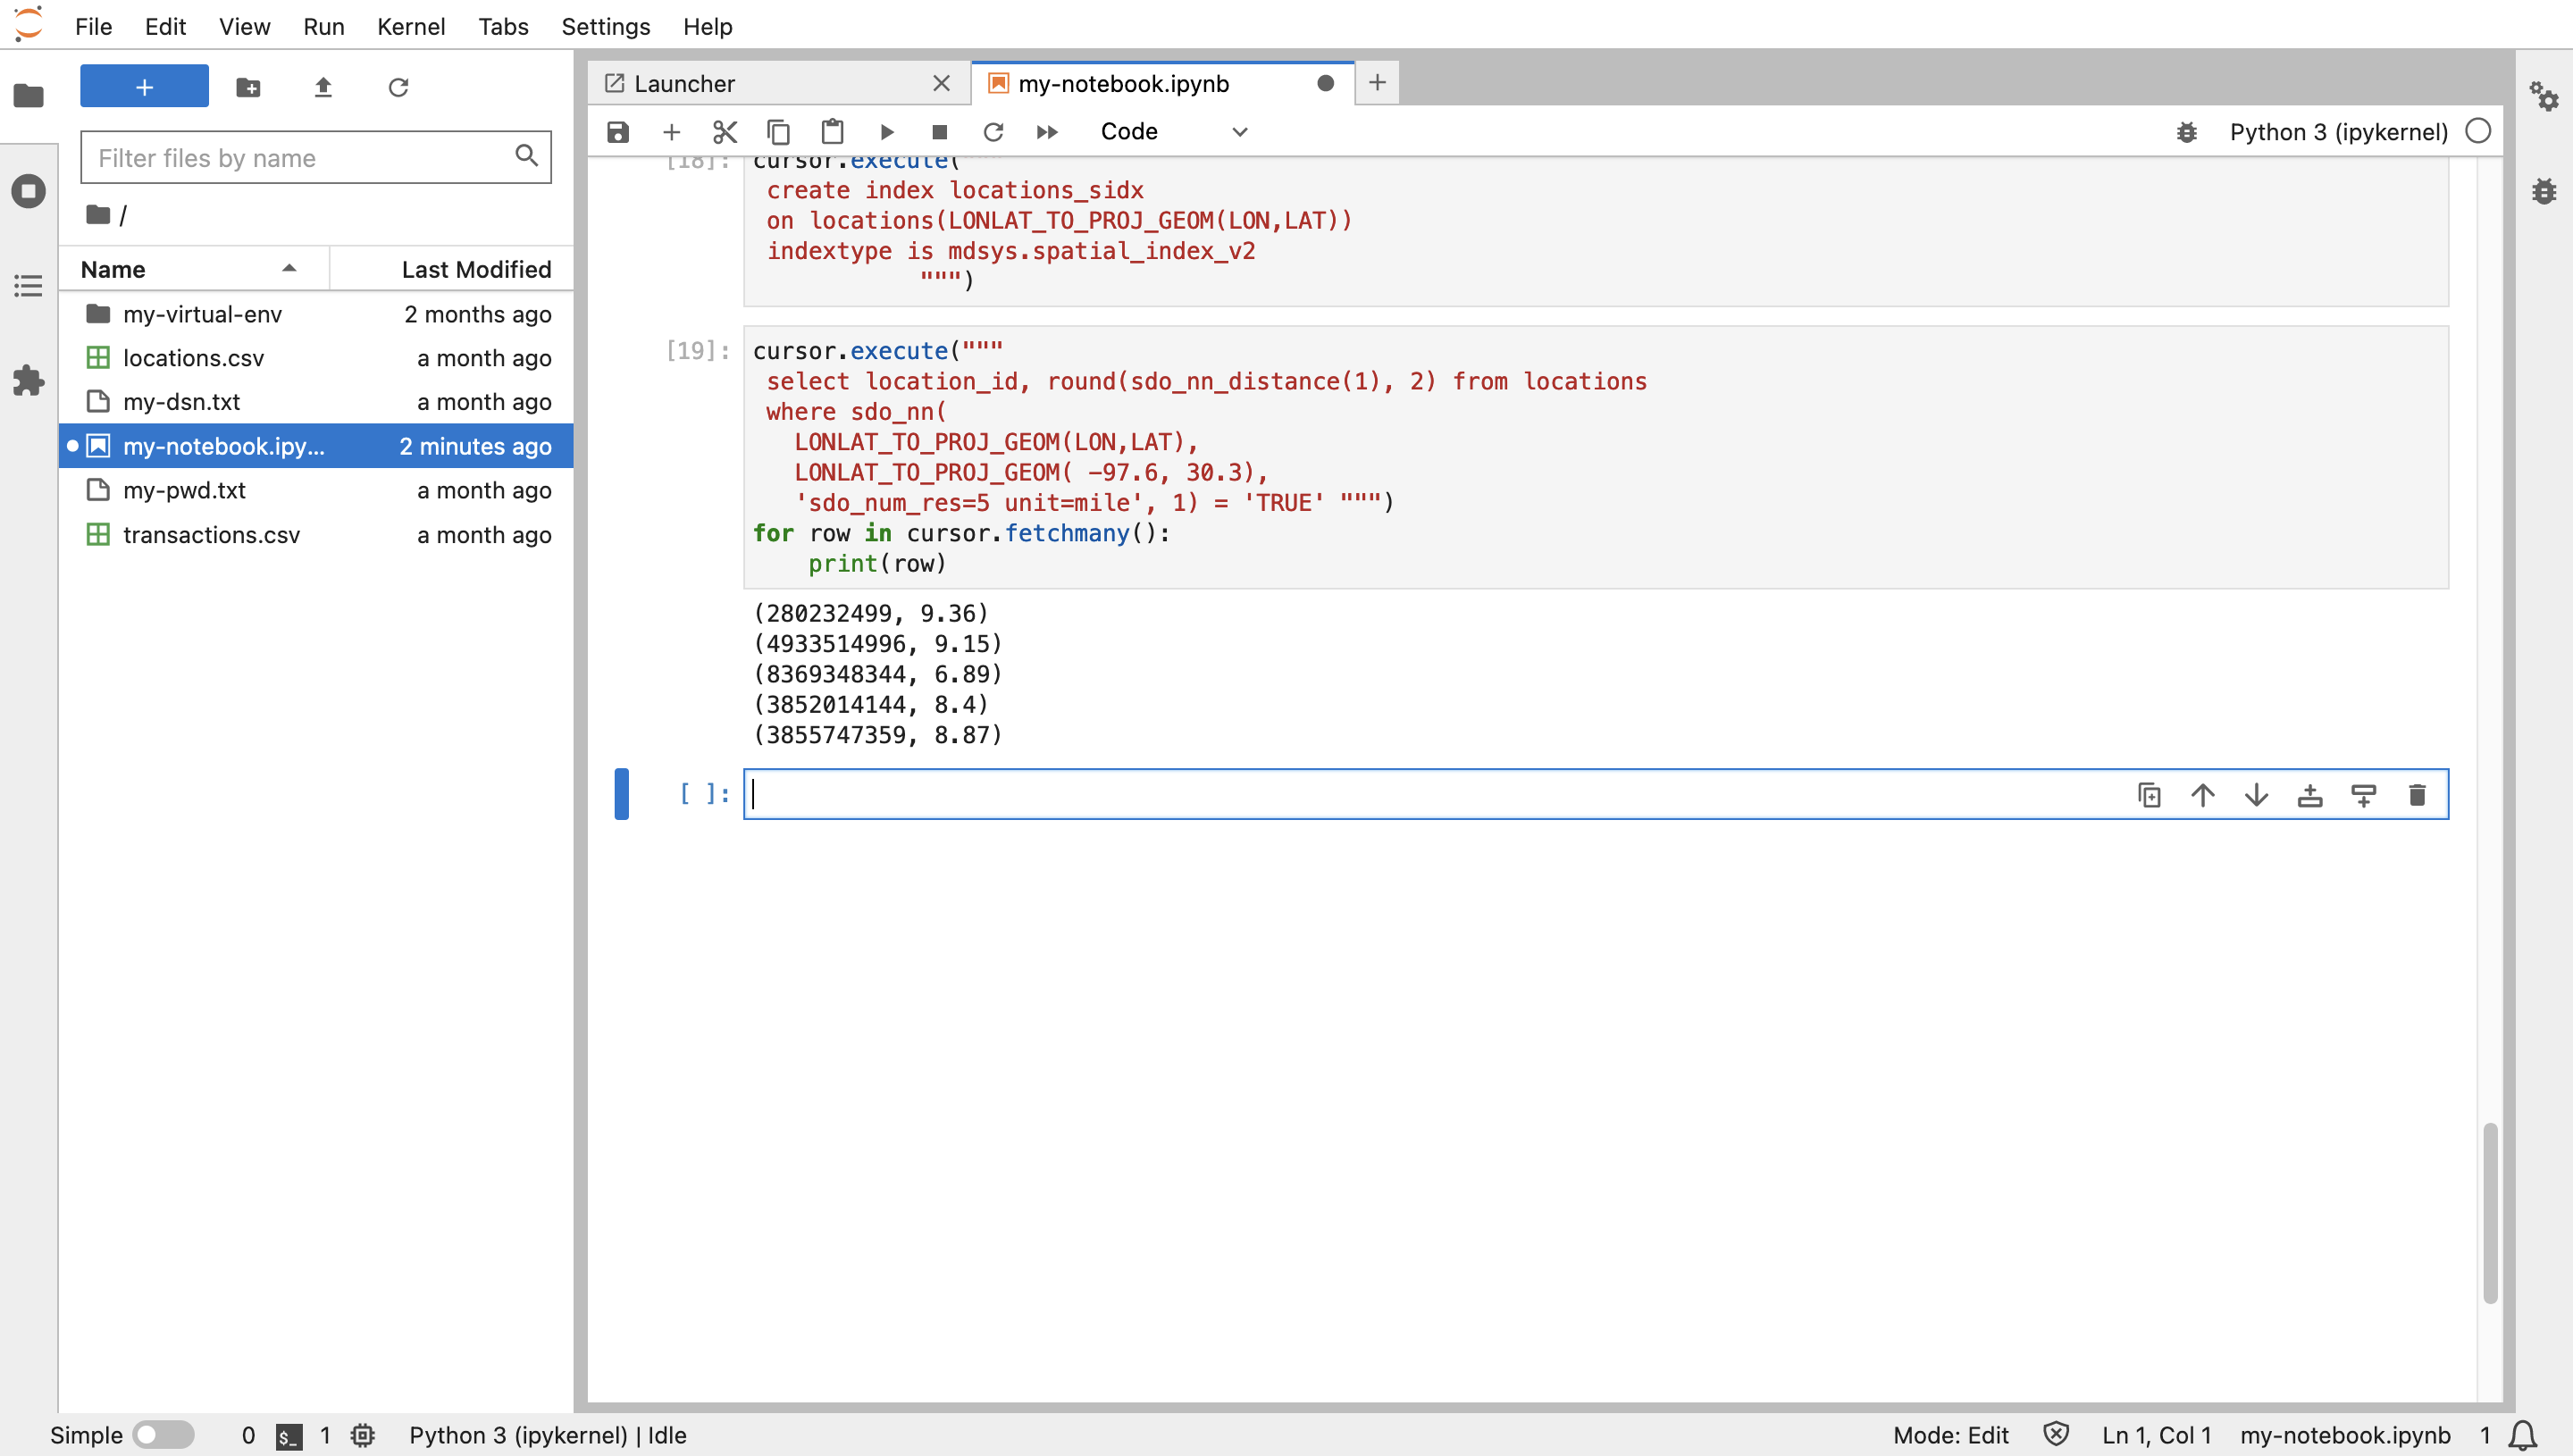 File Edit View Run Kernel Tabs Settings Help
+
Filter files by name
/
Name Last Modified
my-virtual-env 2 months ago
locations.csv a month ago
my-dsn.txt a month ago
my-notebook.ipy... 2 minutes ago
my-pwd.txt a month ago
transactions.csv a month ago
Launcher
my-notebook.ipynb
+
Code
Python 3 (ipykernel)
[18]: cursor.execute("""
create index locations_sidx
on locations(LONLAT_TO_PROJ_GEOM(LON,LAT))
indextype is mdsys.spatial_index_v2
""")
[19]: cursor.execute("""
select location_id, round(sdo_nn_distance(1), 2) from locations
where sdo_nn(
LONLAT_TO_PROJ_GEOM(LON,LAT),
LONLAT_TO_PROJ_GEOM( -97.6, 30.3),
'sdo_num_res=5 unit=mile', 1) = 'TRUE' """)
for row in cursor.fetchmany():
print(row)
(280232499, 9.36)
(4933514996, 9.15)
(8369348344, 6.89)
(3852014144, 8.4)
(3855747359, 8.87)
[ ]:
Simple 0 $_ 1 Python 3 (ipykernel) | Idle
Mode: Edit Ln 1, Col 1 my-notebook.ipynb 1